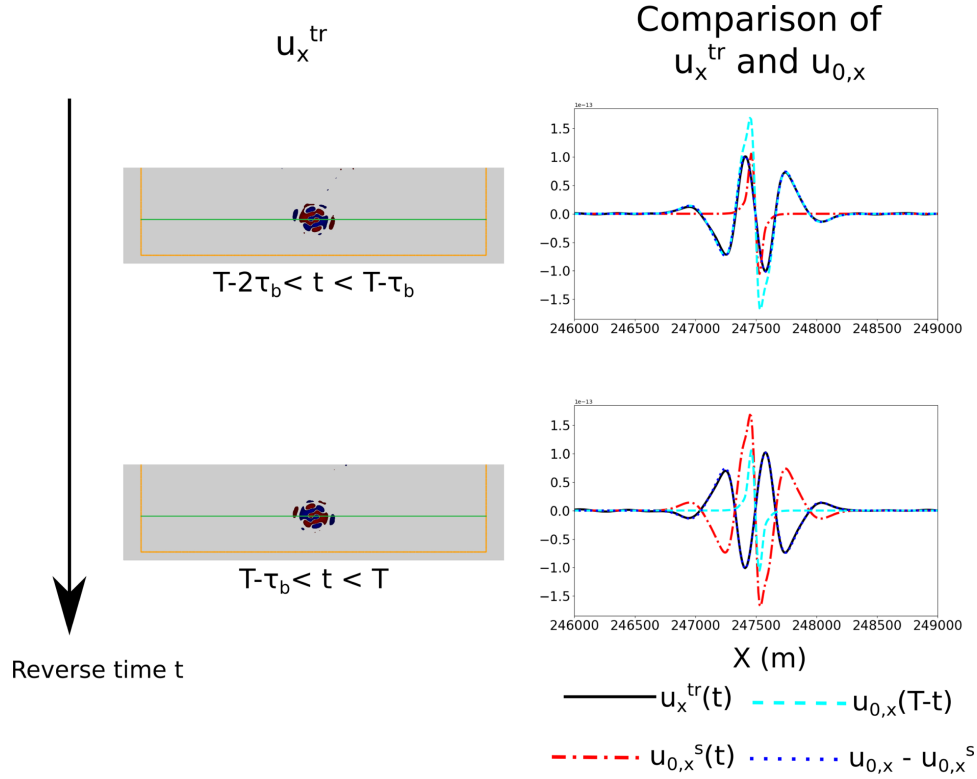 u_x^tr
Comparison of
u_x^tr and u_0,x
1e−13
1.5
1.0
0.5
0.0
−0.5
−1.0
−1.5
246000 246500 247000 247500 248000 248500 249000
T-2τ_b< t < T-τ_b
1e−13
1.5
1.0
0.5
0.0
−0.5
−1.0
−1.5
246000 246500 247000 247500 248000 248500 249000
T-τ_b< t < T
Reverse time t
X (m)
u_x^tr(t) u_0,x(T-t)
u_0,x^s(t) u_0,x - u_0,x^s